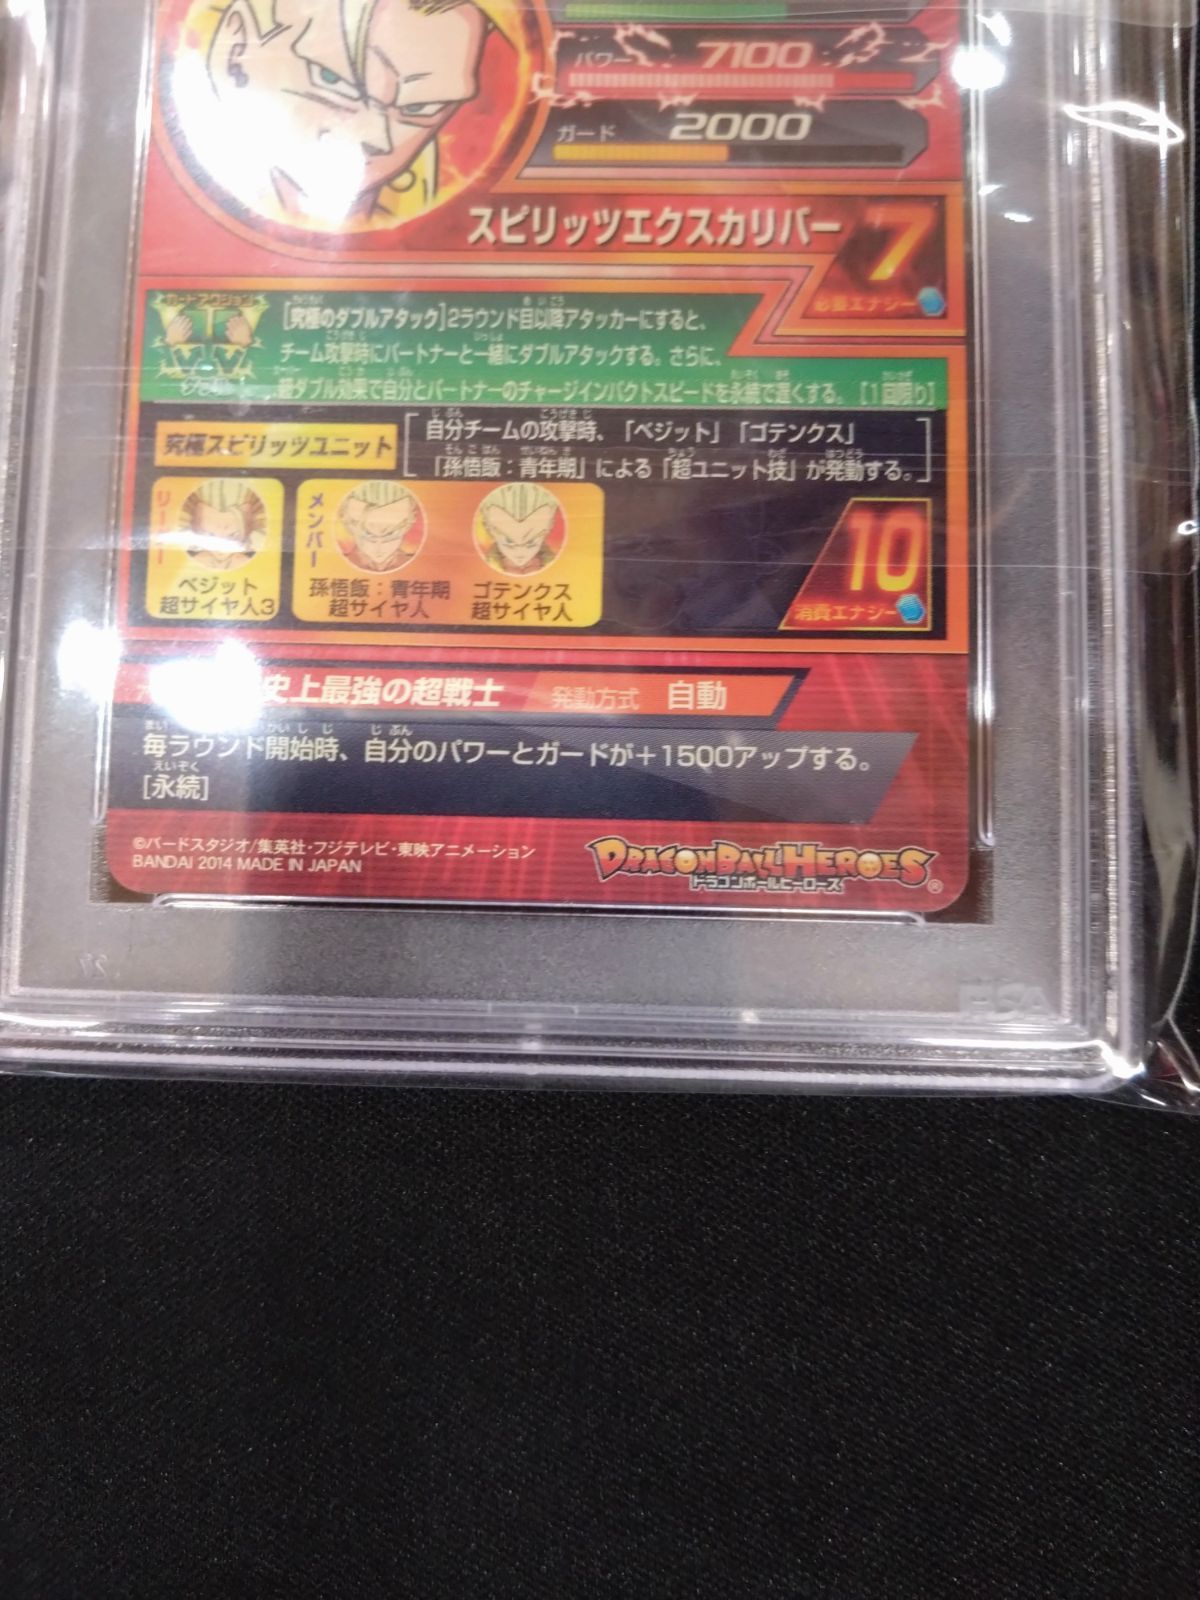 パワー 7100
ガード 2000
スピリッツエクスカリバー 7
必要エナジー
カードアクション
[究極のダブルアタック]2ラウンド目以降アタッカーにすると、
チーム攻撃時にパートナーと一緒にダブルアタックする。さらに、
超ダブル効果で自分とパートナーのチャージインパクトスピードを永続で遅くする。[1回限り]
究極スピリッツユニット
自分チームの攻撃時、「ベジット」「ゴテンクス」
「孫悟飯：青年期」による「超ユニット技」が発動する。
リーダー
ベジット
超サイヤ人3
メンバー
孫悟飯：青年期
超サイヤ人
ゴテンクス
超サイヤ人
10
消費エナジー
史上最強の超戦士 発動方式 自動
毎ラウンド開始時、自分のパワーとガードが+1500アップする。
[永続]
©バードスタジオ/集英社・フジテレビ・東映アニメーション
BANDAI 2014 MADE IN JAPAN
DRAGONBALL HEROES
ドラゴンボールヒーローズ
®
PSA